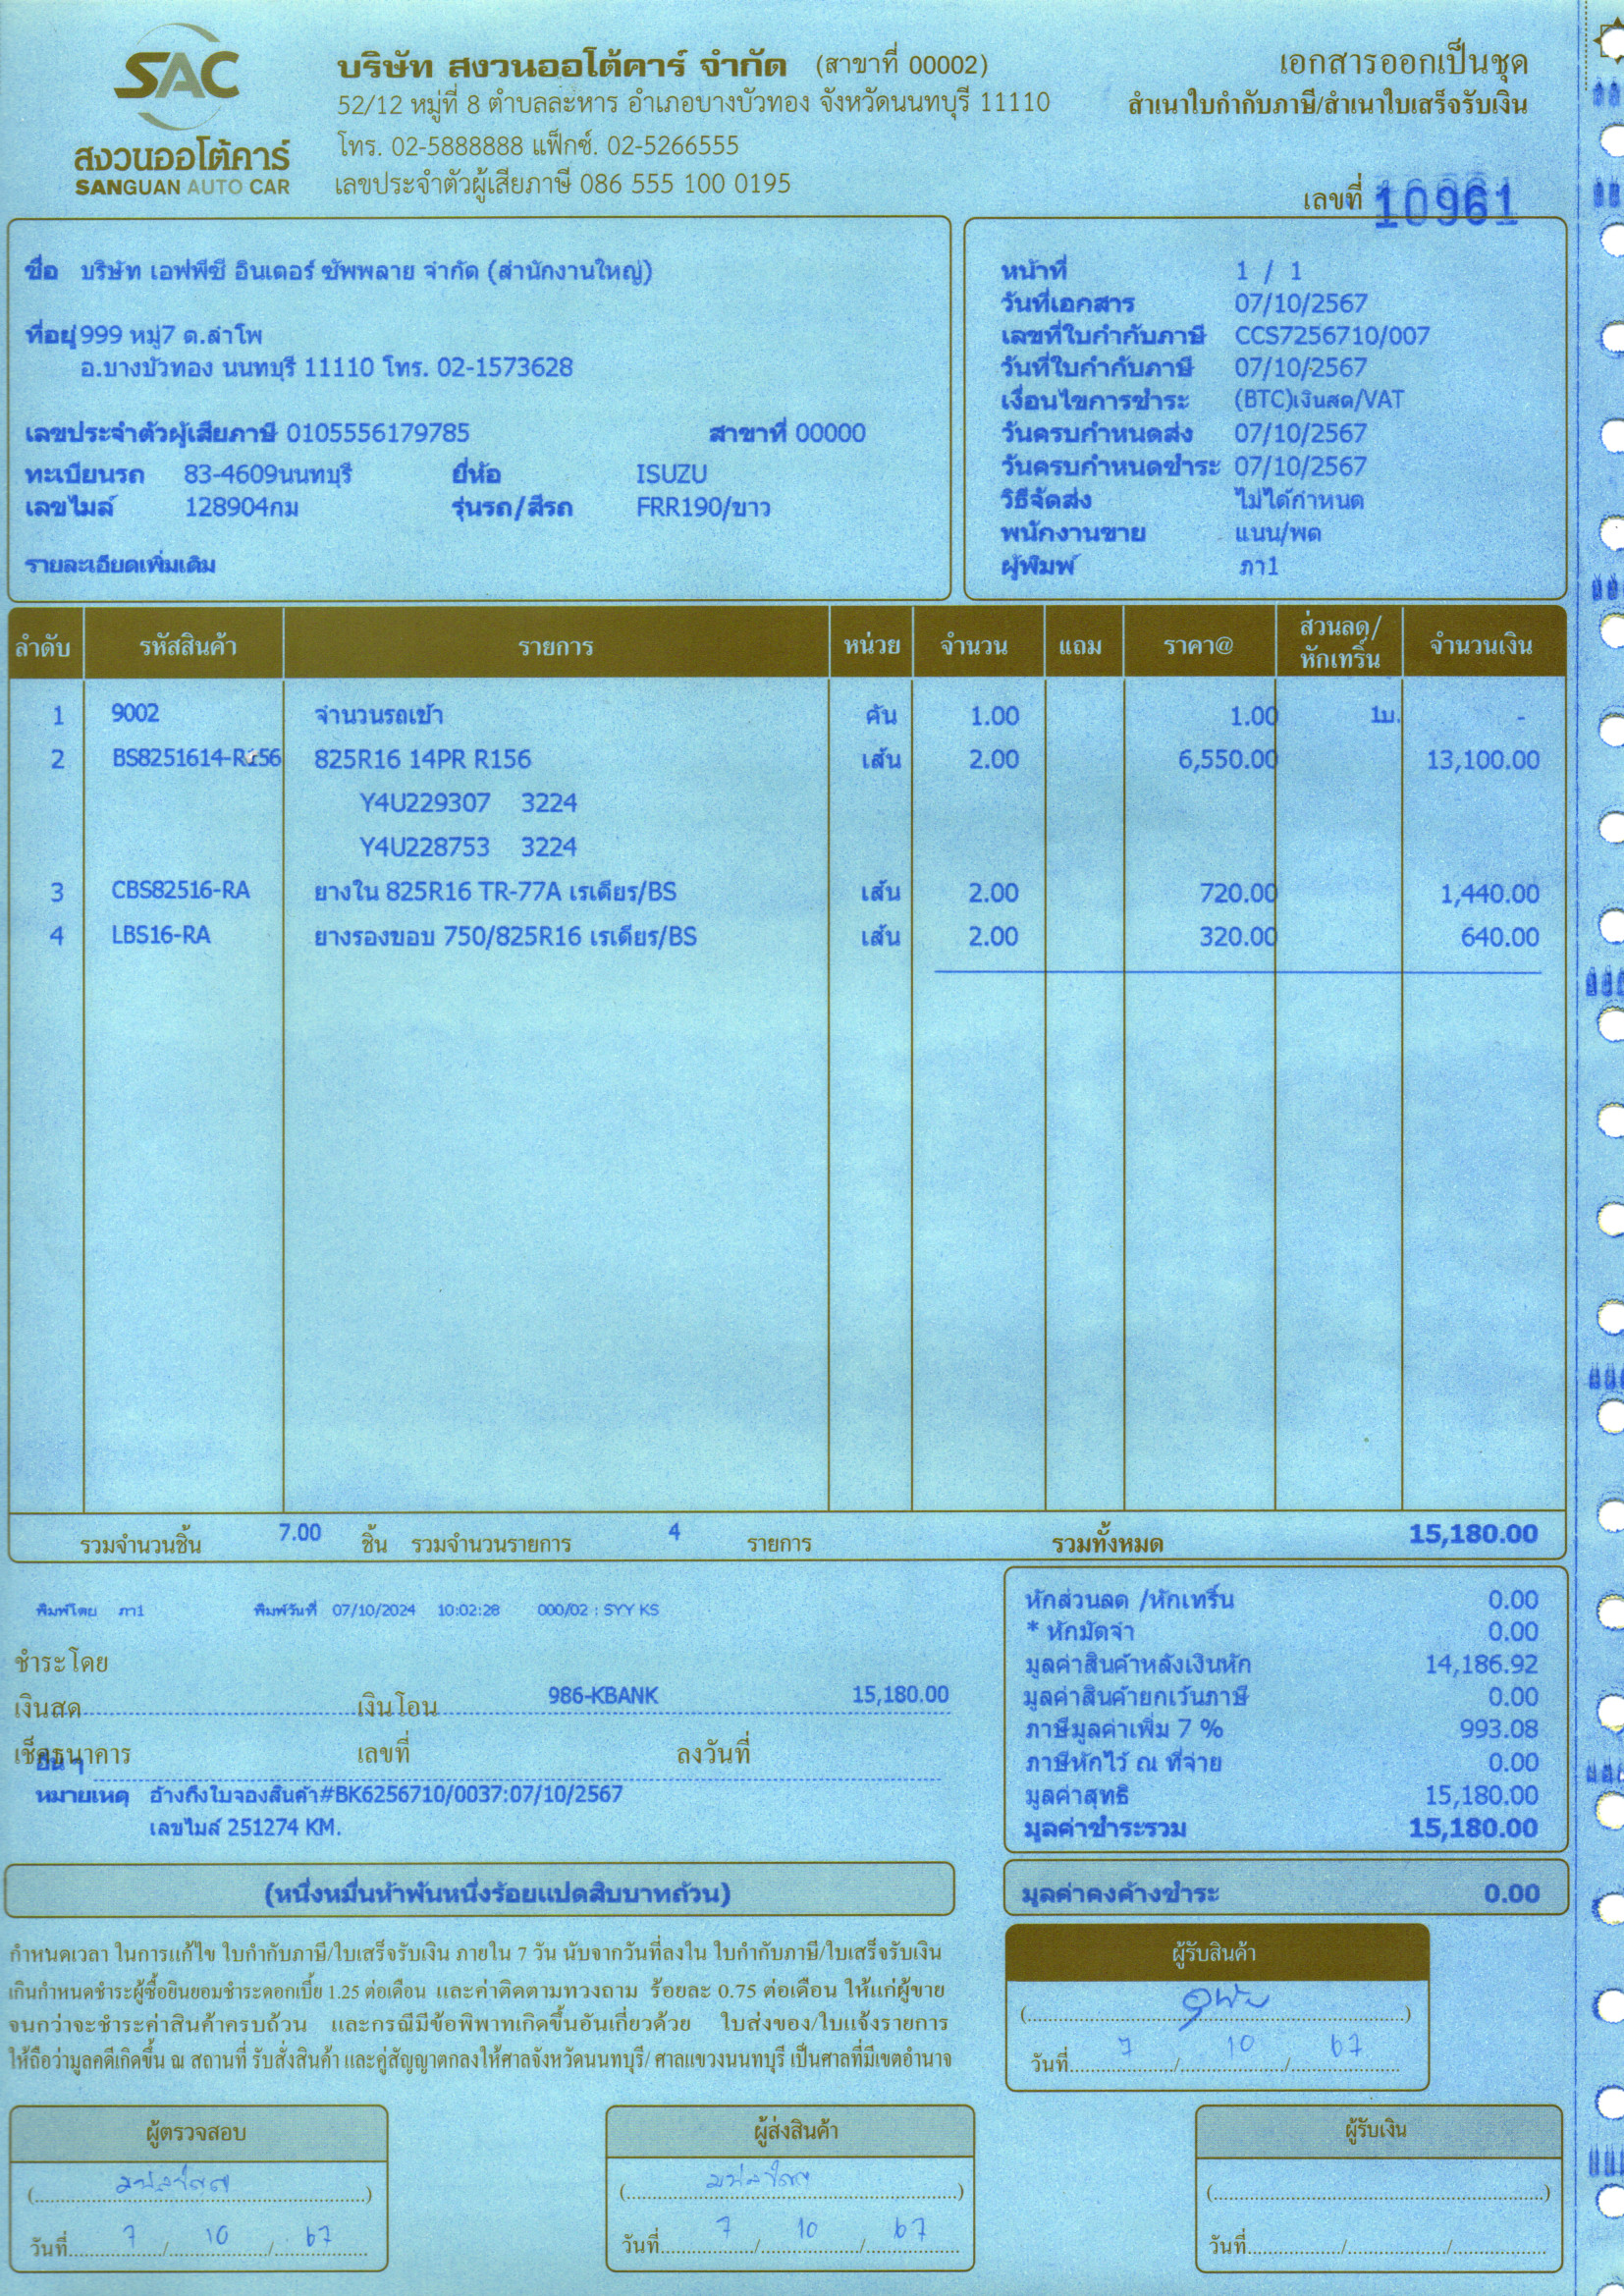 SAC
สงวนออโต้คาร์
SANGUAN AUTO CAR
บริษัท สงวนออโต้คาร์ จำกัด (สาขาที่ 00002)
52/12 หมู่ที่ 8 ตำบลละหาร อำเภอบางบัวทอง จังหวัดนนทบุรี 11110
โทร. 02-5888888 แฟ็กซ์. 02-5266555
เลขประจำตัวผู้เสียภาษี 086 555 100 0195
เอกสารออกเป็นชุด
สำเนาใบกำกับภาษี/สำเนาใบเสร็จรับเงิน
เลขที่ 10961
ชื่อ บริษัท เอฟพีซี อินเตอร์ ซัพพลาย จำกัด (สำนักงานใหญ่)
ที่อยู่ 999 หมู่7 ต.ลำโพ
อ.บางบัวทอง นนทบุรี 11110 โทร. 02-1573628
เลขประจำตัวผู้เสียภาษี 0105556179785 สาขาที่ 00000
ทะเบียนรถ 83-4609นนทบุรี ยี่ห้อ ISUZU
เลขไมล์ 128904กม รุ่นรถ/สีรถ FRR190/ขาว
รายละเอียดเพิ่มเติม
หน้าที่ 1 / 1
วันที่เอกสาร 07/10/2567
เลขที่ใบกำกับภาษี CCS7256710/007
วันที่ใบกำกับภาษี 07/10/2567
เงื่อนไขการชำระ (BTC)เงินสด/VAT
วันครบกำหนดส่ง 07/10/2567
วันครบกำหนดชำระ 07/10/2567
วิธีจัดส่ง ไม่ได้กำหนด
พนักงานขาย แนน/พต
ผู้พิมพ์ ภา1
ลำดับ รหัสสินค้า รายการ หน่วย จำนวน แถม ราคา@ ส่วนลด/หักเทริ์น จำนวนเงิน
1 9002 จำนวนรถเข้า คัน 1.00 1.00 1บ. -
2 BS8251614-R156 825R16 14PR R156 เส้น 2.00 6,550.00 13,100.00
Y4U229307 3224
Y4U228753 3224
3 CBS82516-RA ยางใน 825R16 TR-77A เรเดียร/BS เส้น 2.00 720.00 1,440.00
4 LBS16-RA ยางรองขอบ 750/825R16 เรเดียร/BS เส้น 2.00 320.00 640.00
รวมจำนวนชิ้น 7.00 ชิ้น รวมจำนวนรายการ 4 รายการ รวมทั้งหมด 15,180.00
พิมพ์โดย ภา1 พิมพ์วันที่ 07/10/2024 10:02:28 000/02 : SYY KS
ชำระโดย
เงินสด เงินโอน 986-KBANK 15,180.00
เช็คธนาคาร เลขที่ ลงวันที่
อื่น ๆ
หมายเหตุ อ้างถึงใบจองสินค้า#BK6256710/0037:07/10/2567
เลขไมล์ 251274 KM.
หักส่วนลด /หักเทริ์น 0.00
* หักมัดจำ 0.00
มูลค่าสินค้าหลังเงินหัก 14,186.92
มูลค่าสินค้ายกเว้นภาษี 0.00
ภาษีมูลค่าเพิ่ม 7 % 993.08
ภาษีหักไว้ ณ ที่จ่าย 0.00
มูลค่าสุทธิ 15,180.00
มูลค่าชำระรวม 15,180.00
(หนึ่งหมื่นห้าพันหนึ่งร้อยแปดสิบบาทถ้วน)
มูลค่าคงค้างชำระ 0.00
กำหนดเวลา ในการแก้ไข ใบกำกับภาษี/ใบเสร็จรับเงิน ภายใน 7 วัน นับจากวันที่ลงใน ใบกำกับภาษี/ใบเสร็จรับเงิน
เกินกำหนดชำระผู้ซื้อยินยอมชำระดอกเบี้ย 1.25 ต่อเดือน และค่าติดตามทวงถาม ร้อยละ 0.75 ต่อเดือน ให้แก่ผู้ขาย
จนกว่าจะชำระค่าสินค้าครบถ้วน และกรณีมีข้อพิพาทเกิดขึ้นอันเกี่ยวด้วย ใบส่งของ/ใบแจ้งรายการ
ให้ถือว่ามูลคดีเกิดขึ้น ณ สถานที่ รับสั่งสินค้า และคู่สัญญาตกลงให้ศาลจังหวัดนนทบุรี/ ศาลแขวงนนทบุรี เป็นศาลที่มีเขตอำนาจ
ผู้รับสินค้า
วันที่ 7 / 10 / 67
ผู้ตรวจสอบ
วันที่ 7 / 10 / 67
ผู้ส่งสินค้า
วันที่ 7 / 10 / 67
ผู้รับเงิน
วันที่ / /